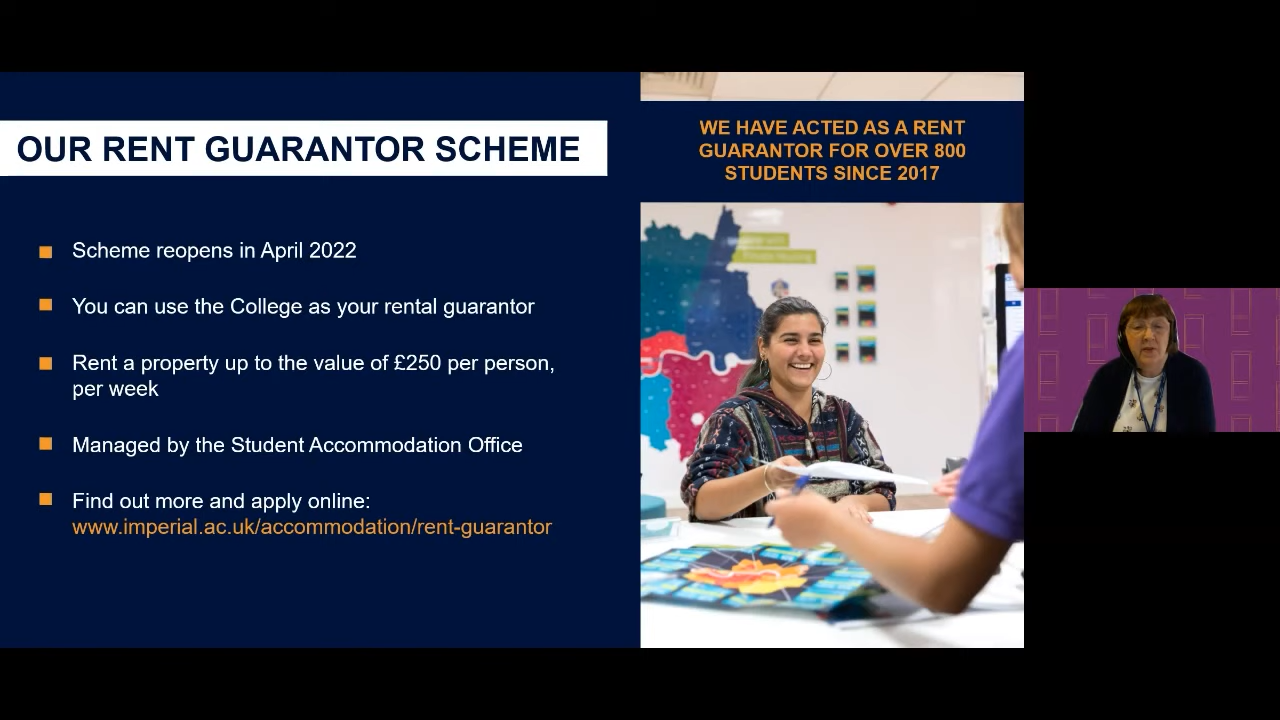 OUR RENT GUARANTOR SCHEME
WE HAVE ACTED AS A RENT
GUARANTOR FOR OVER 800
STUDENTS SINCE 2017
Scheme reopens in April 2022
You can use the College as your rental guarantor
Rent a property up to the value of £250 per person,
per week
Managed by the Student Accommodation Office
Find out more and apply online:
www.imperial.ac.uk/accommodation/rent-guarantor